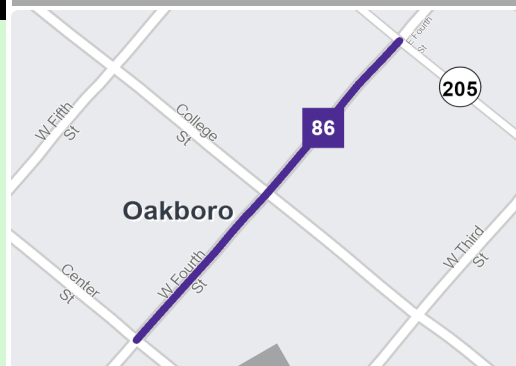 E Fourth
St
205
W Fifth
St
College
St
86
Oakboro
W Third
St
W Fourth
St
Center
St